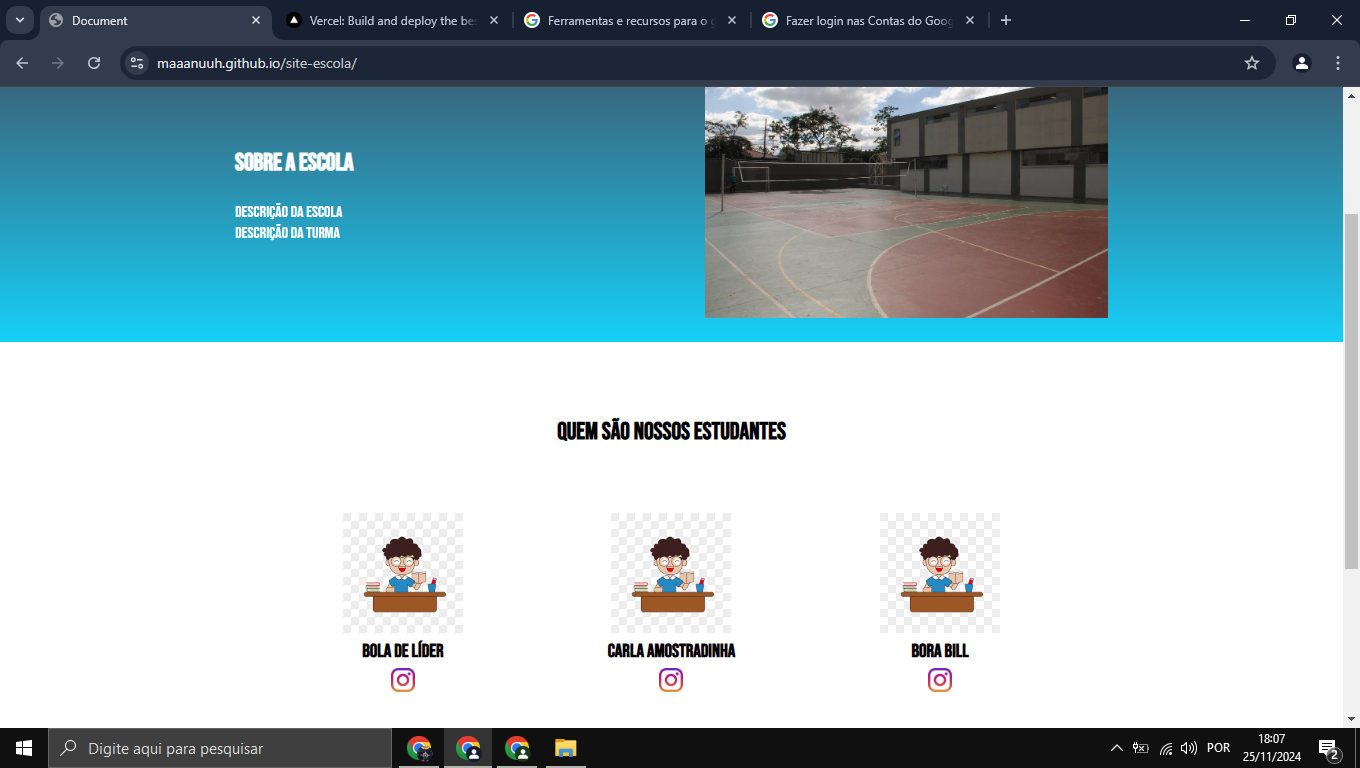 Document
Vercel: Build and deploy the be
Ferramentas e recursos para o g
Fazer login nas Contas do Goog
maaanuuh.github.io/site-escola/
SOBRE A ESCOLA
DESCRIÇÃO DA ESCOLA
DESCRIÇÃO DA TURMA
QUEM SÃO NOSSOS ESTUDANTES
BOLA DE LÍDER
CARLA AMOSTRADINHA
BORA BILL
Digite aqui para pesquisar
POR
18:07
25/11/2024
2